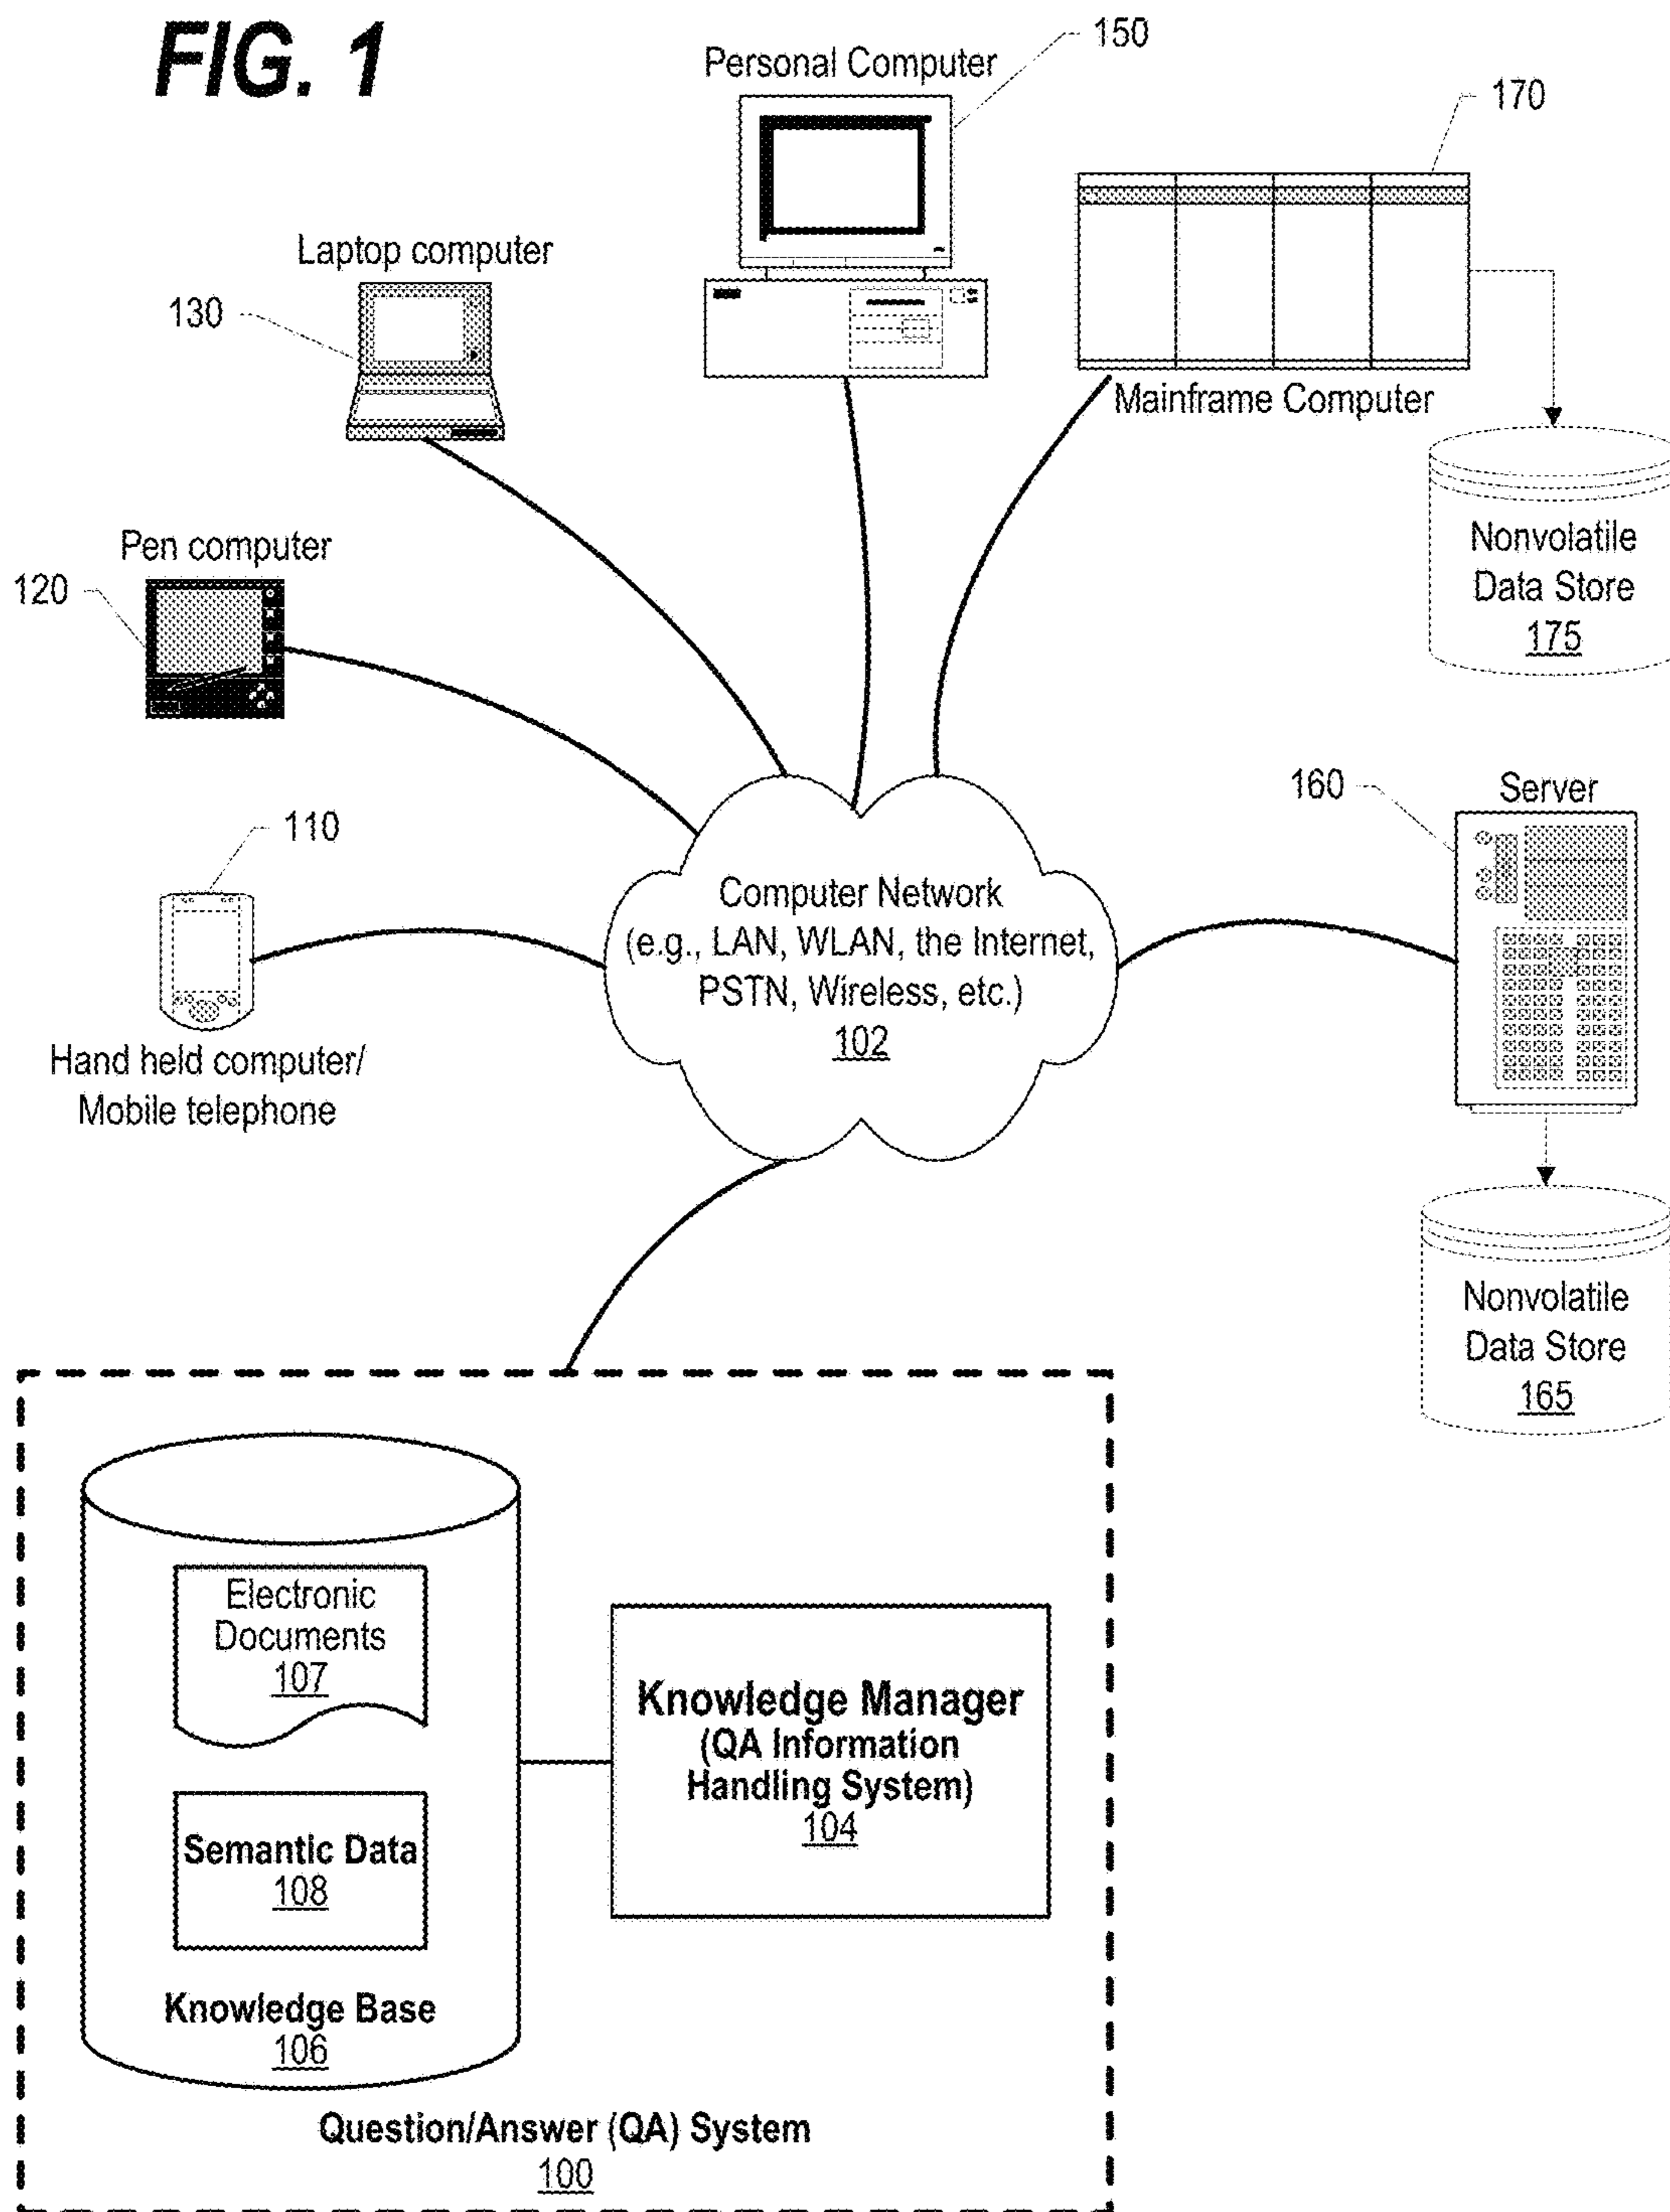 FIG. 1
Personal Computer
150
170
Laptop computer
130
Mainframe Computer
Nonvolatile
Data Store
175
Pen computer
120
160
Server
110
Computer Network
(e.g., LAN, WLAN, the Internet,
PSTN, Wireless, etc.)
102
Hand held computer/
Mobile telephone
Nonvolatile
Data Store
165
Electronic
Documents
107
Semantic Data
108
Knowledge Base
106
Knowledge Manager
(QA Information
Handling System)
104
Question/Answer (QA) System
100